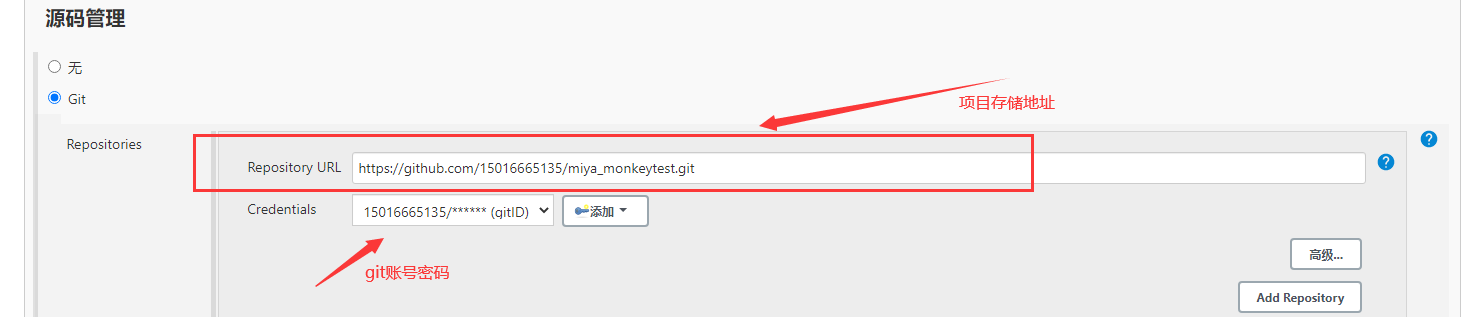 源码管理
无
Git
项目存储地址
Repositories
Repository URL https://github.com/15016665135/miya_monkeytest.git
Credentials 15016665135/****** (gitID) 添加
git账号密码
高级...
Add Repository